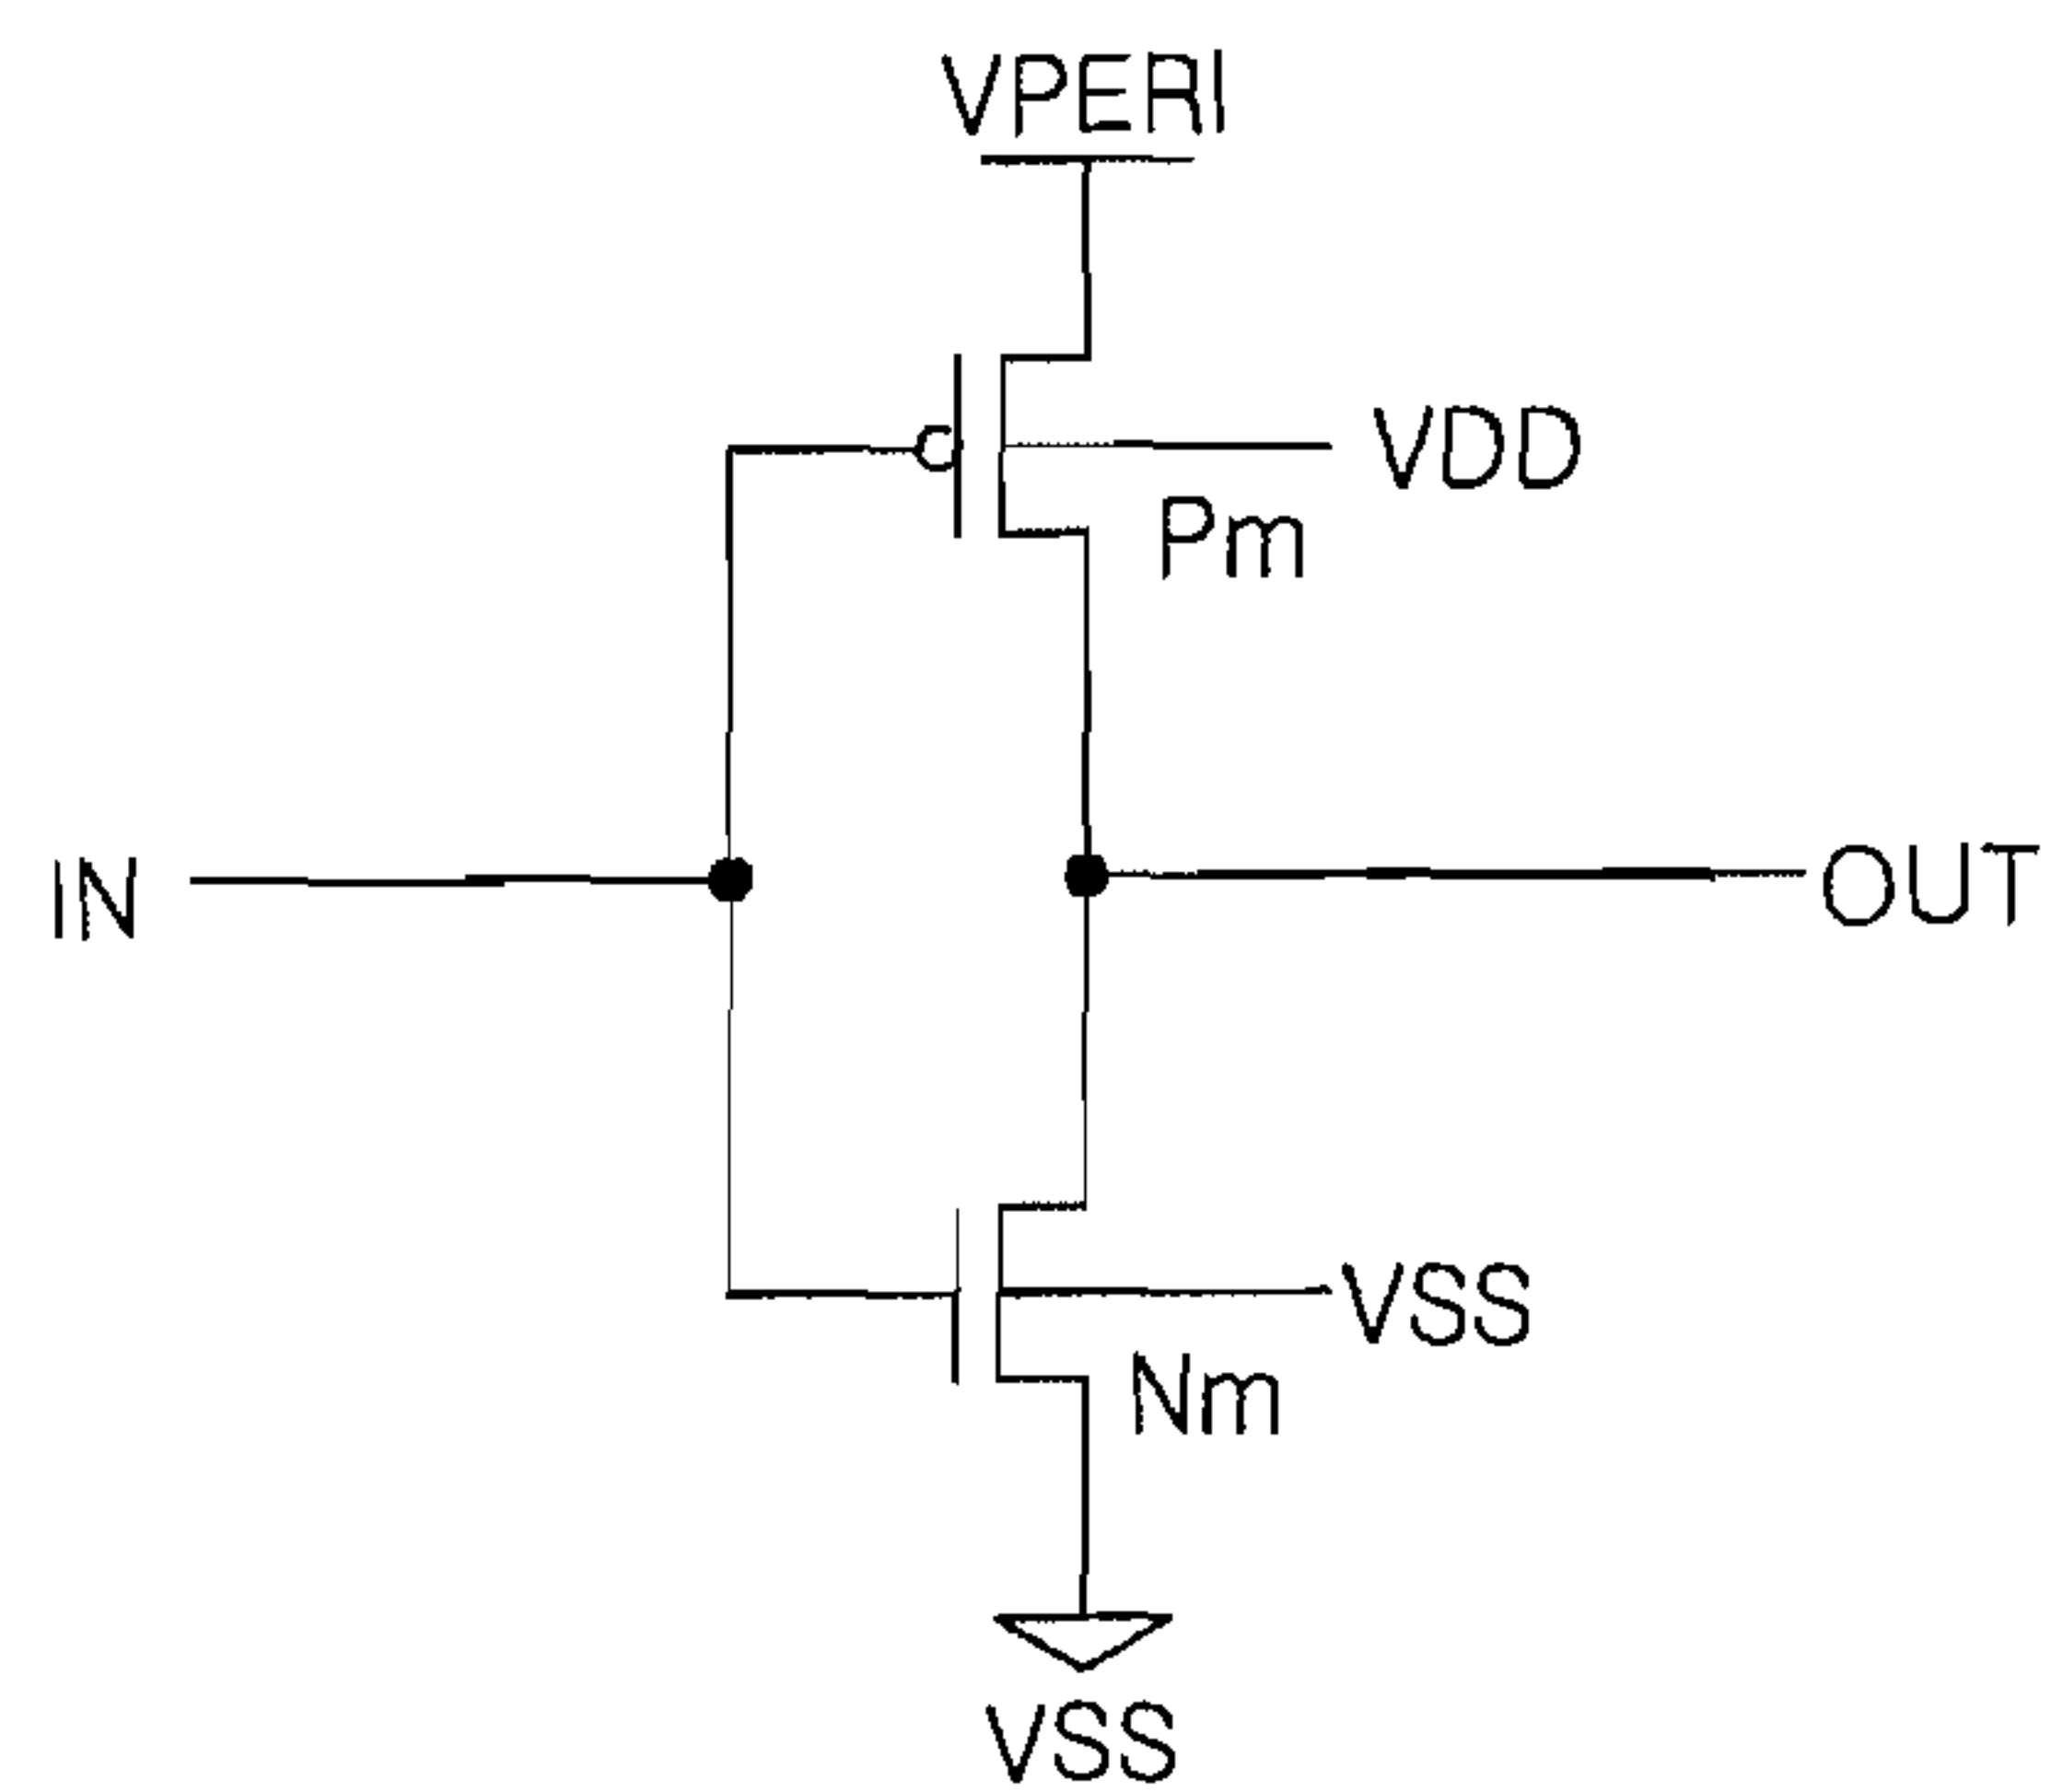 VPERI
VDD
Pm
IN
OUT
VSS
Nm
VSS